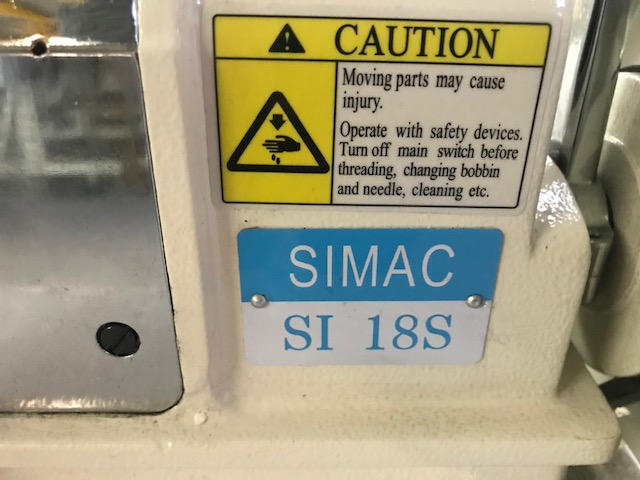 CAUTION
Moving parts may cause
injury.
Operate with safety devices.
Turn off main switch before
threading, changing bobbin
and needle, cleaning etc.
SIMAC
SI 18S